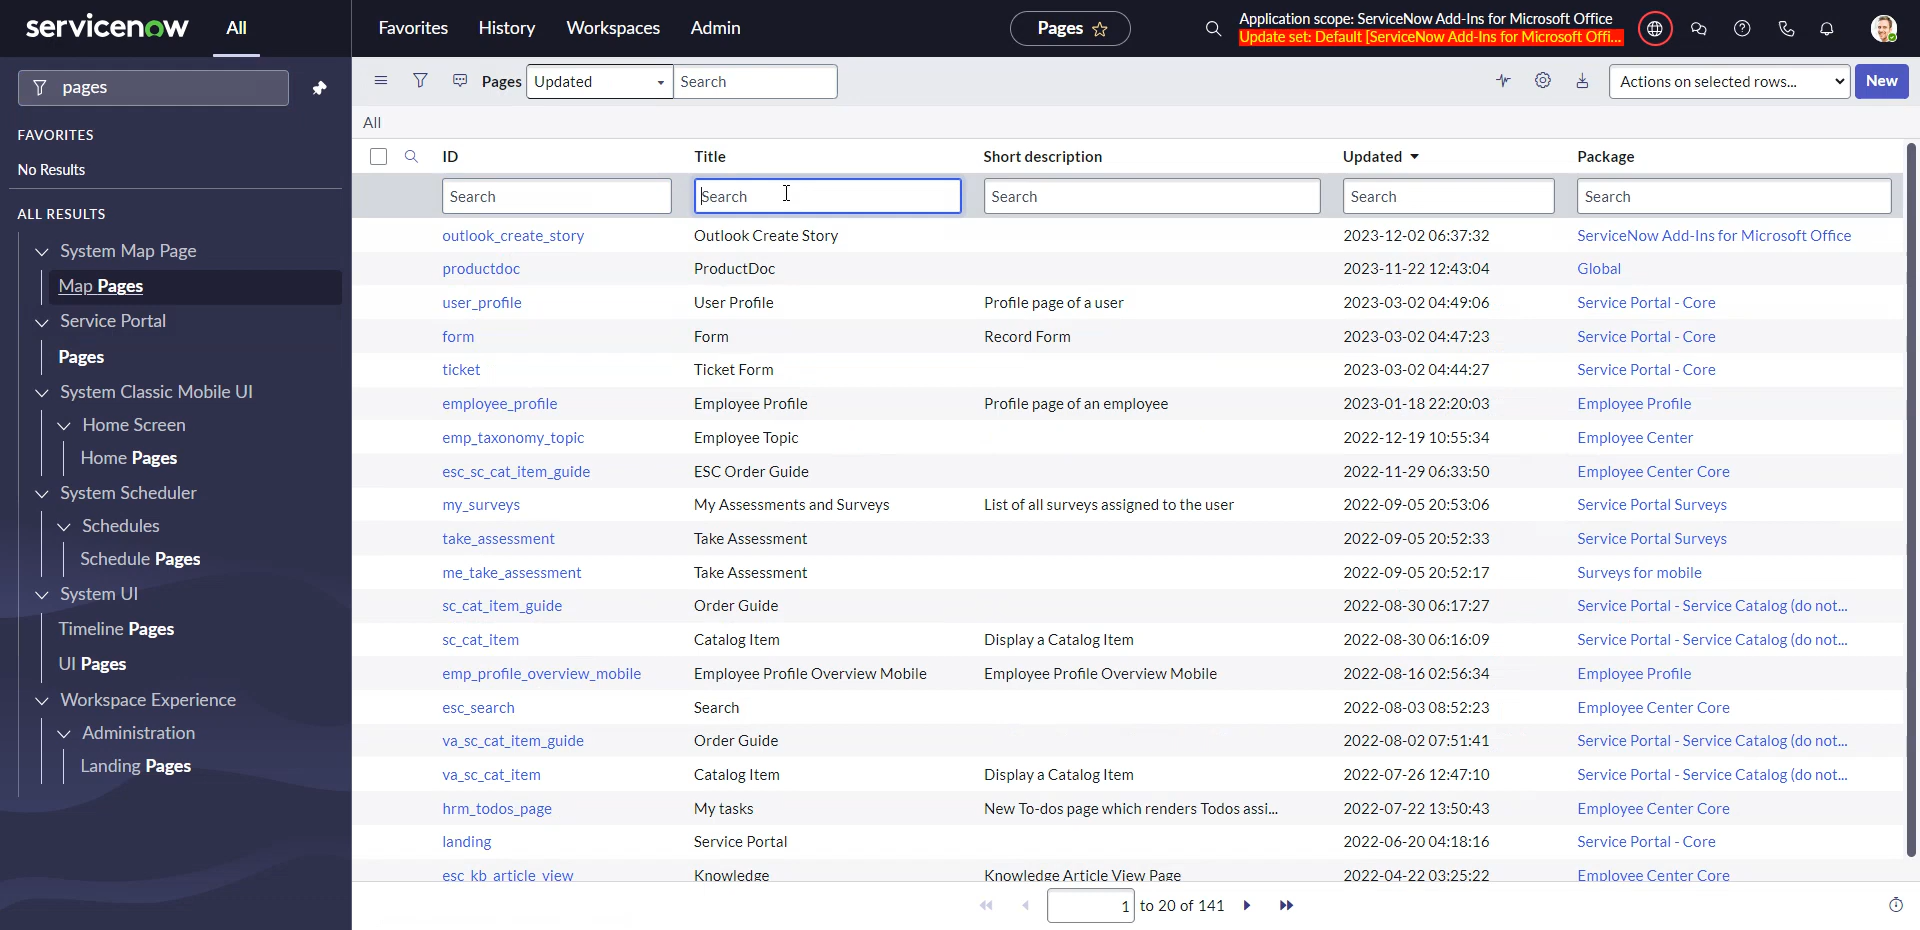 servicenow
All
Favorites
History
Workspaces
Admin
Pages
Application scope: ServiceNow Add-Ins for Microsoft Office
Update set: Default [ServiceNow Add-Ins for Microsoft Offi...
pages
FAVORITES
No Results
ALL RESULTS
System Map Page
Map Pages
Service Portal
Pages
System Classic Mobile UI
Home Screen
Home Pages
System Scheduler
Schedules
Schedule Pages
System UI
Timeline Pages
UI Pages
Workspace Experience
Administration
Landing Pages
Pages Updated Search Actions on selected rows... New
All
ID Title Short description Updated Package
Search Search Search Search Search
outlook_create_story Outlook Create Story 2023-12-02 06:37:32 ServiceNow Add-Ins for Microsoft Office
productdoc ProductDoc 2023-11-22 12:43:04 Global
user_profile User Profile Profile page of a user 2023-03-02 04:49:06 Service Portal - Core
form Form Record Form 2023-03-02 04:47:23 Service Portal - Core
ticket Ticket Form 2023-03-02 04:44:27 Service Portal - Core
employee_profile Employee Profile Profile page of an employee 2023-01-18 22:20:03 Employee Profile
emp_taxonomy_topic Employee Topic 2022-12-19 10:55:34 Employee Center
esc_sc_cat_item_guide ESC Order Guide 2022-11-29 06:33:50 Employee Center Core
my_surveys My Assessments and Surveys List of all surveys assigned to the user 2022-09-05 20:53:06 Service Portal Surveys
take_assessment Take Assessment 2022-09-05 20:52:33 Service Portal Surveys
me_take_assessment Take Assessment 2022-09-05 20:52:17 Surveys for mobile
sc_cat_item_guide Order Guide 2022-08-30 06:17:27 Service Portal - Service Catalog (do not...
sc_cat_item Catalog Item Display a Catalog Item 2022-08-30 06:16:09 Service Portal - Service Catalog (do not...
emp_profile_overview_mobile Employee Profile Overview Mobile Employee Profile Overview Mobile 2022-08-16 02:56:34 Employee Profile
esc_search Search 2022-08-03 08:52:23 Employee Center Core
va_sc_cat_item_guide Order Guide 2022-08-02 07:51:41 Service Portal - Service Catalog (do not...
va_sc_cat_item Catalog Item Display a Catalog Item 2022-07-26 12:47:10 Service Portal - Service Catalog (do not...
hrm_todos_page My tasks New To-dos page which renders Todos assi... 2022-07-22 13:50:43 Employee Center Core
landing Service Portal 2022-06-20 04:18:16 Service Portal - Core
esc_kb_article_view Knowledge Knowledge Article View Page 2022-04-22 03:25:22 Employee Center Core
1 to 20 of 141